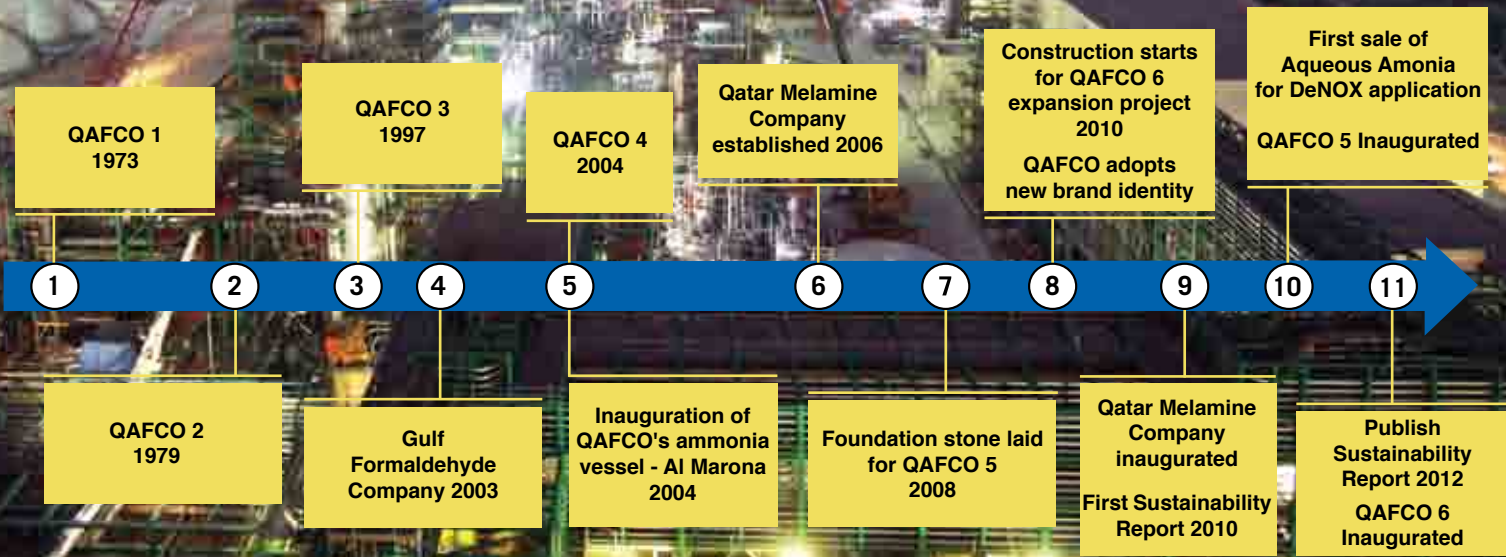 QAFCO 1
1973
QAFCO 3
1997
QAFCO 4
2004
Qatar Melamine
Company
established 2006
Construction starts
for QAFCO 6
expansion project
2010
QAFCO adopts
new brand identity
First sale of
Aqueous Amonia
for DeNOX application
QAFCO 5 Inaugurated
1
2
3
4
5
6
7
8
9
10
11
QAFCO 2
1979
Gulf
Formaldehyde
Company 2003
Inauguration of
QAFCO's ammonia
vessel - Al Marona
2004
Foundation stone laid
for QAFCO 5
2008
Qatar Melamine
Company
inaugurated
First Sustainability
Report 2010
Publish
Sustainability
Report 2012
QAFCO 6
Inaugurated